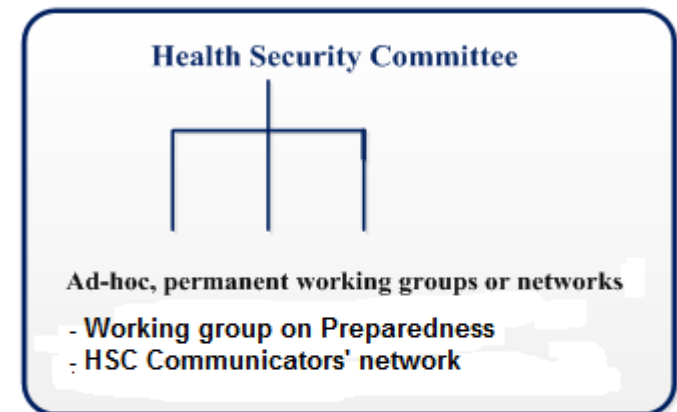 Health Security Committee
Ad-hoc, permanent working groups or networks
- Working group on Preparedness
- HSC Communicators' network